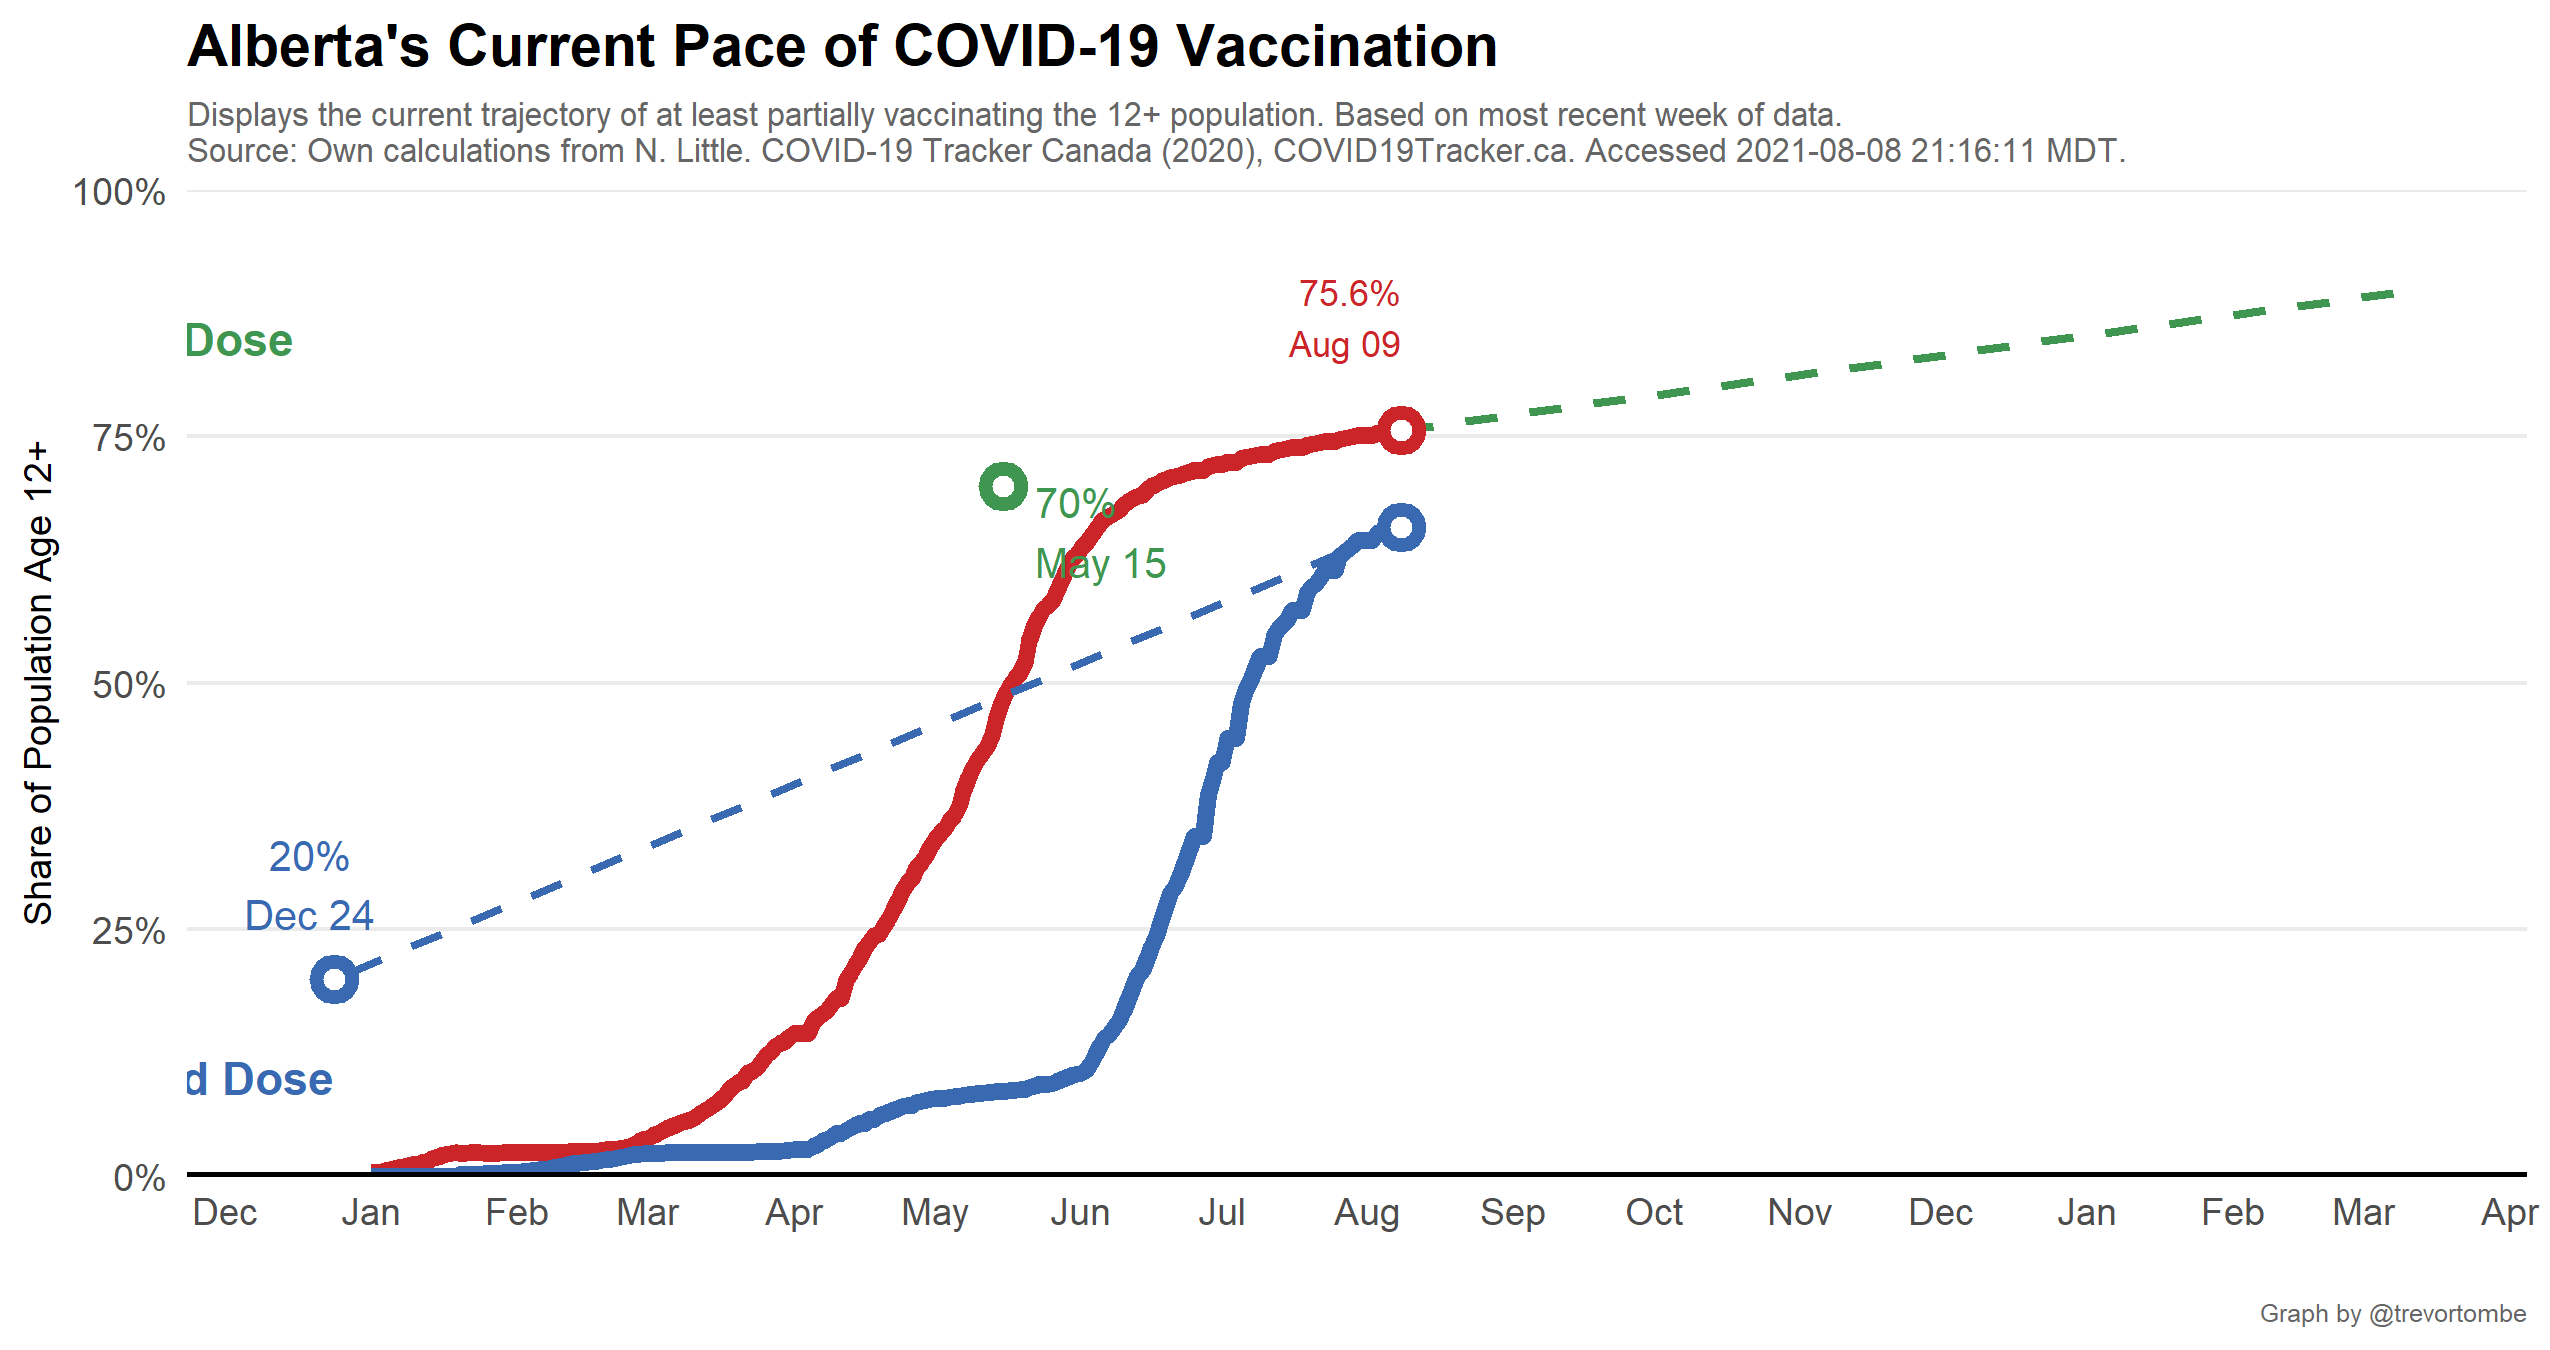 Alberta's Current Pace of COVID-19 Vaccination
Displays the current trajectory of at least partially vaccinating the 12+ population. Based on most recent week of data.
Source: Own calculations from N. Little. COVID-19 Tracker Canada (2020), COVID19Tracker.ca. Accessed 2021-08-08 21:16:11 MDT.
100%
75%
50%
25%
0%
Share of Population Age 12+
Dose
75.6%
Aug 09
70%
May 15
20%
Dec 24
d Dose
Dec Jan Feb Mar Apr May Jun Jul Aug Sep Oct Nov Dec Jan Feb Mar Apr
Graph by @trevortombe